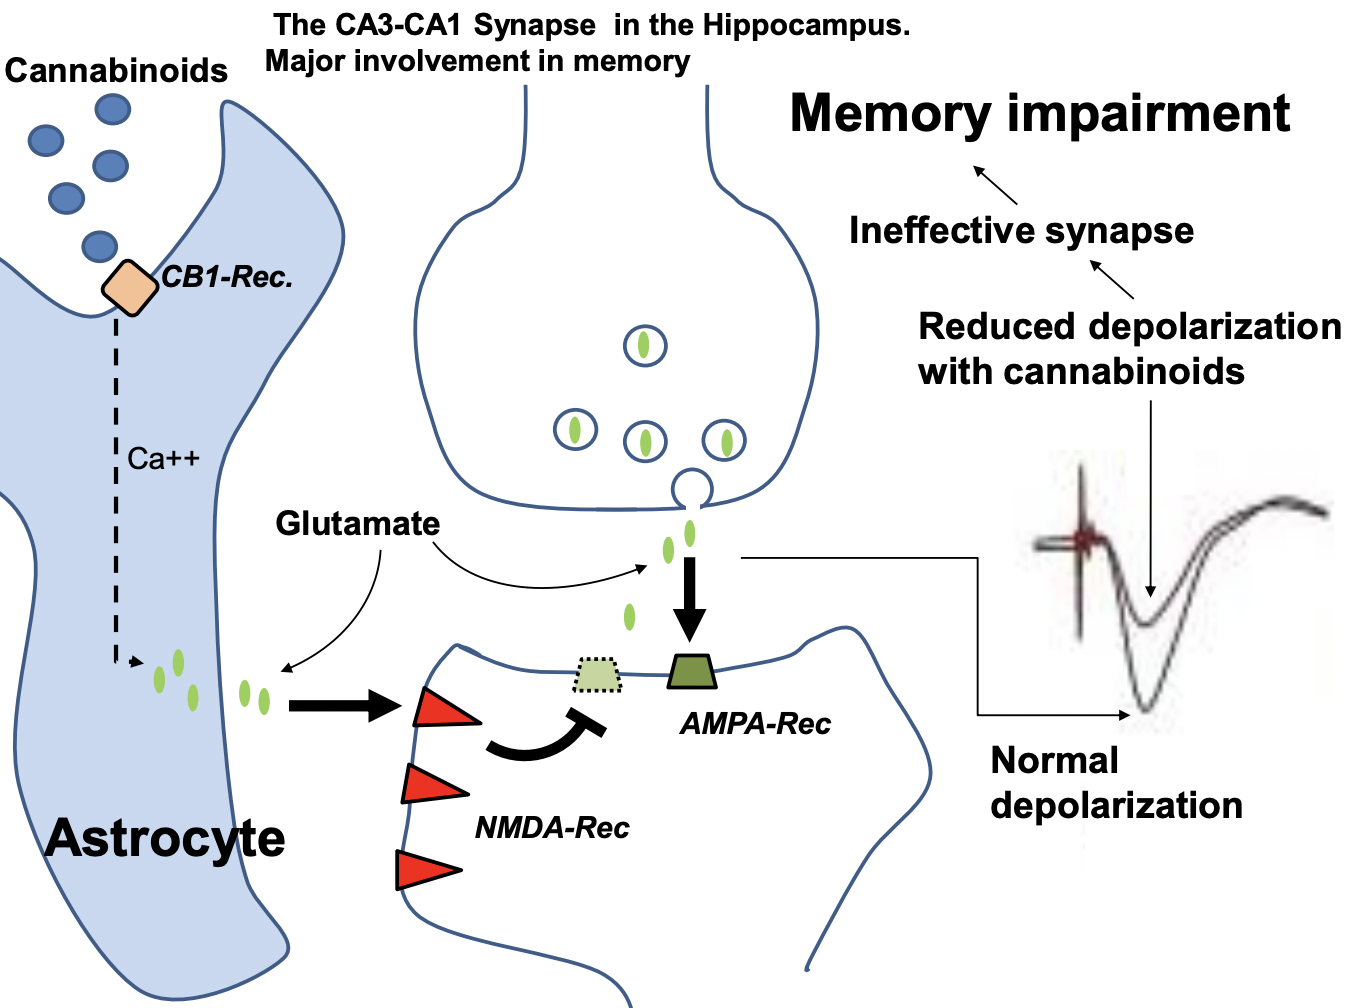 The CA3-CA1 Synapse in the Hippocampus.
Major involvement in memory
Cannabinoids
Memory impairment
Ineffective synapse
CB1-Rec.
Reduced depolarization
with cannabinoids
Ca++
Glutamate
AMPA-Rec
Normal
depolarization
NMDA-Rec
Astrocyte